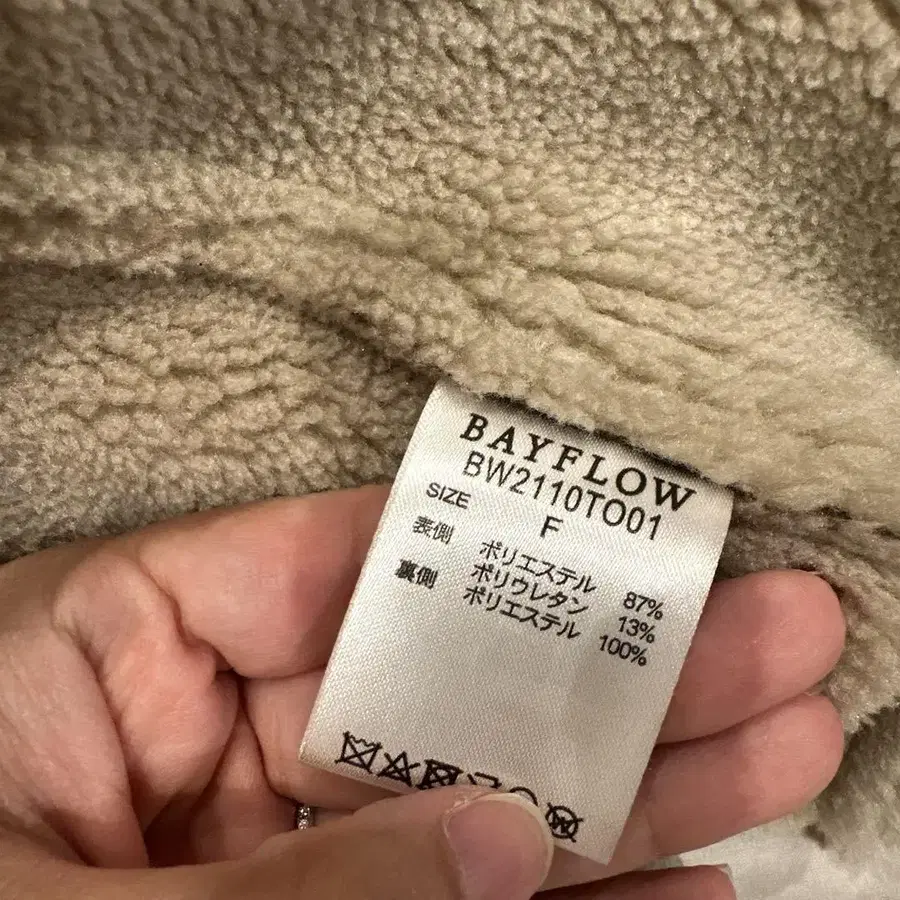 BAYFLOW
BW2110TO01
SIZE F
表側 ポリエステル 87%
ポリウレタン 13%
裏側 ポリエステル 100%